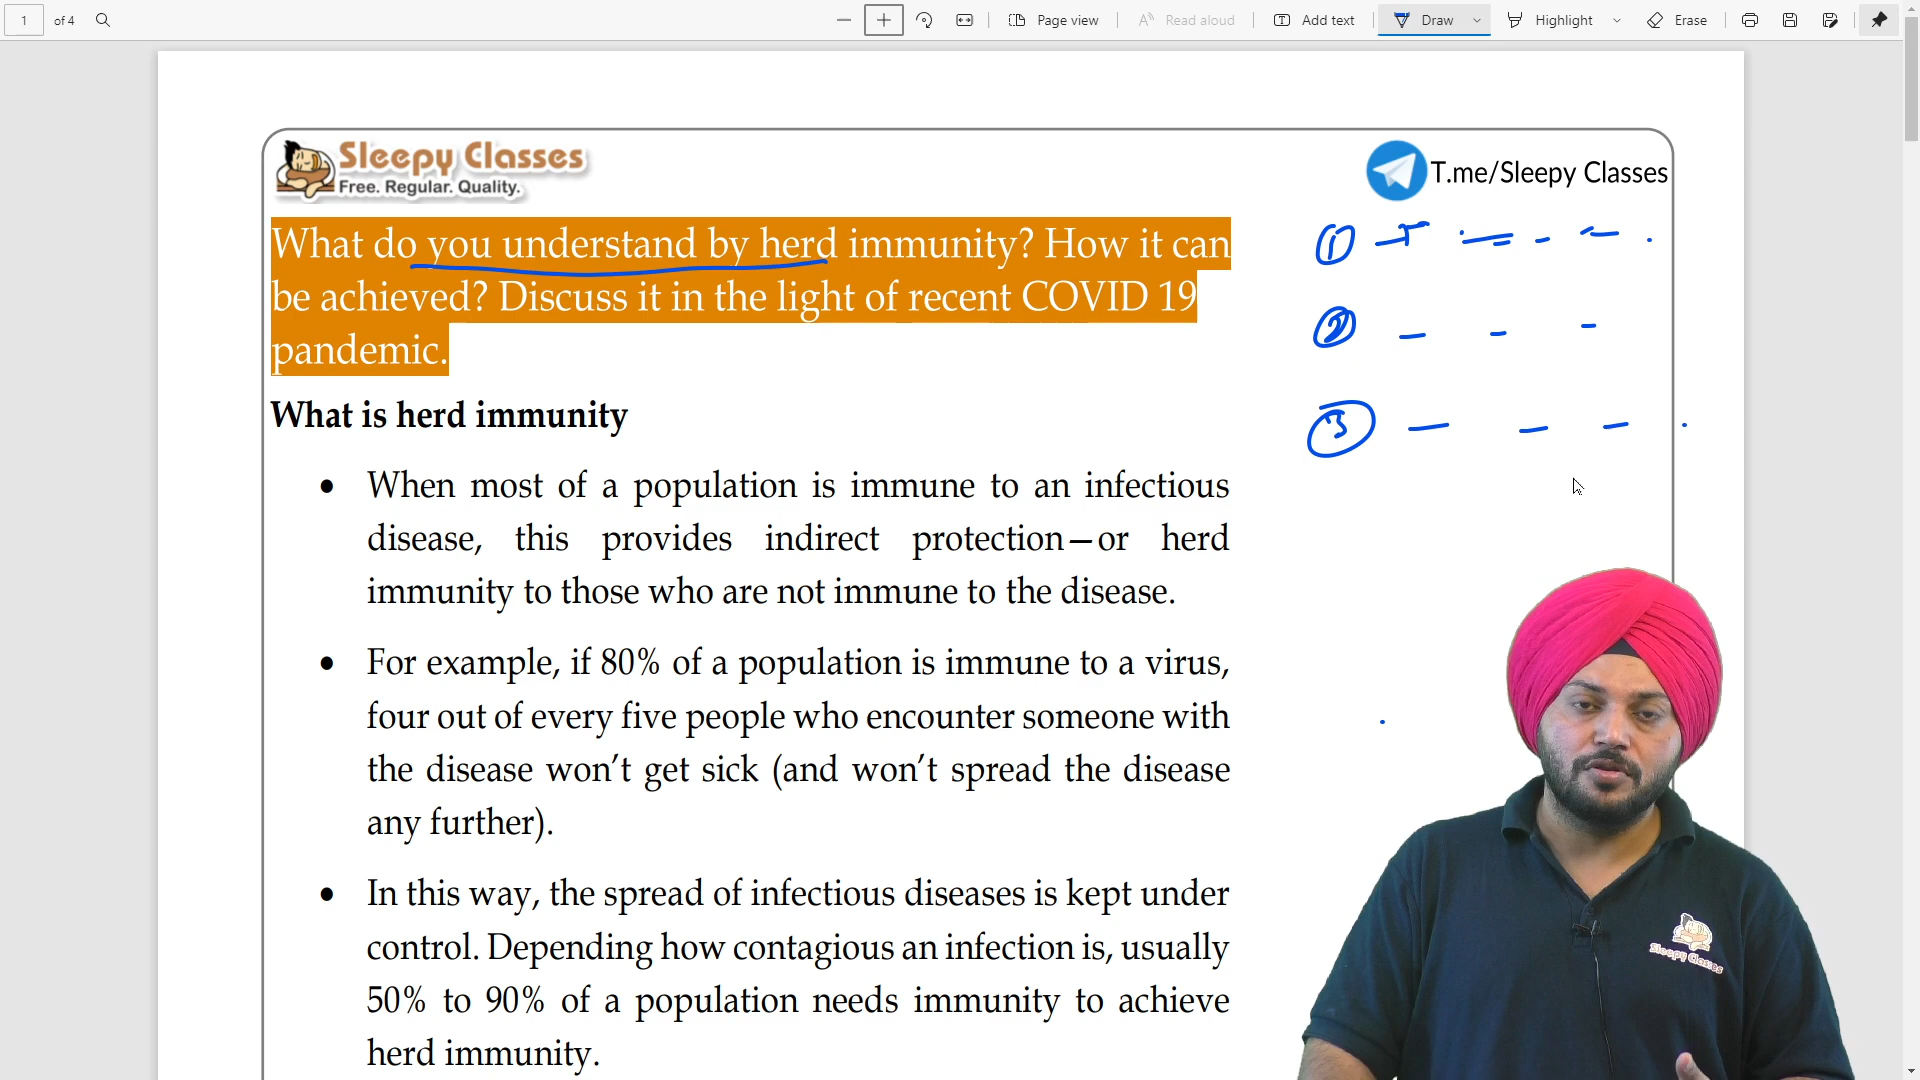 1 of 4 Page view Read aloud Add text Draw Highlight Erase
Sleepy Classes
Free. Regular. Quality.
T.me/Sleepy Classes
What do you understand by herd immunity? How it can
be achieved? Discuss it in the light of recent COVID 19
pandemic.
1
2
3
What is herd immunity
• When most of a population is immune to an infectious
disease, this provides indirect protection—or herd
immunity to those who are not immune to the disease.
• For example, if 80% of a population is immune to a virus,
four out of every five people who encounter someone with
the disease won’t get sick (and won’t spread the disease
any further).
• In this way, the spread of infectious diseases is kept under
control. Depending how contagious an infection is, usually
50% to 90% of a population needs immunity to achieve
herd immunity.
Sleepy Classes